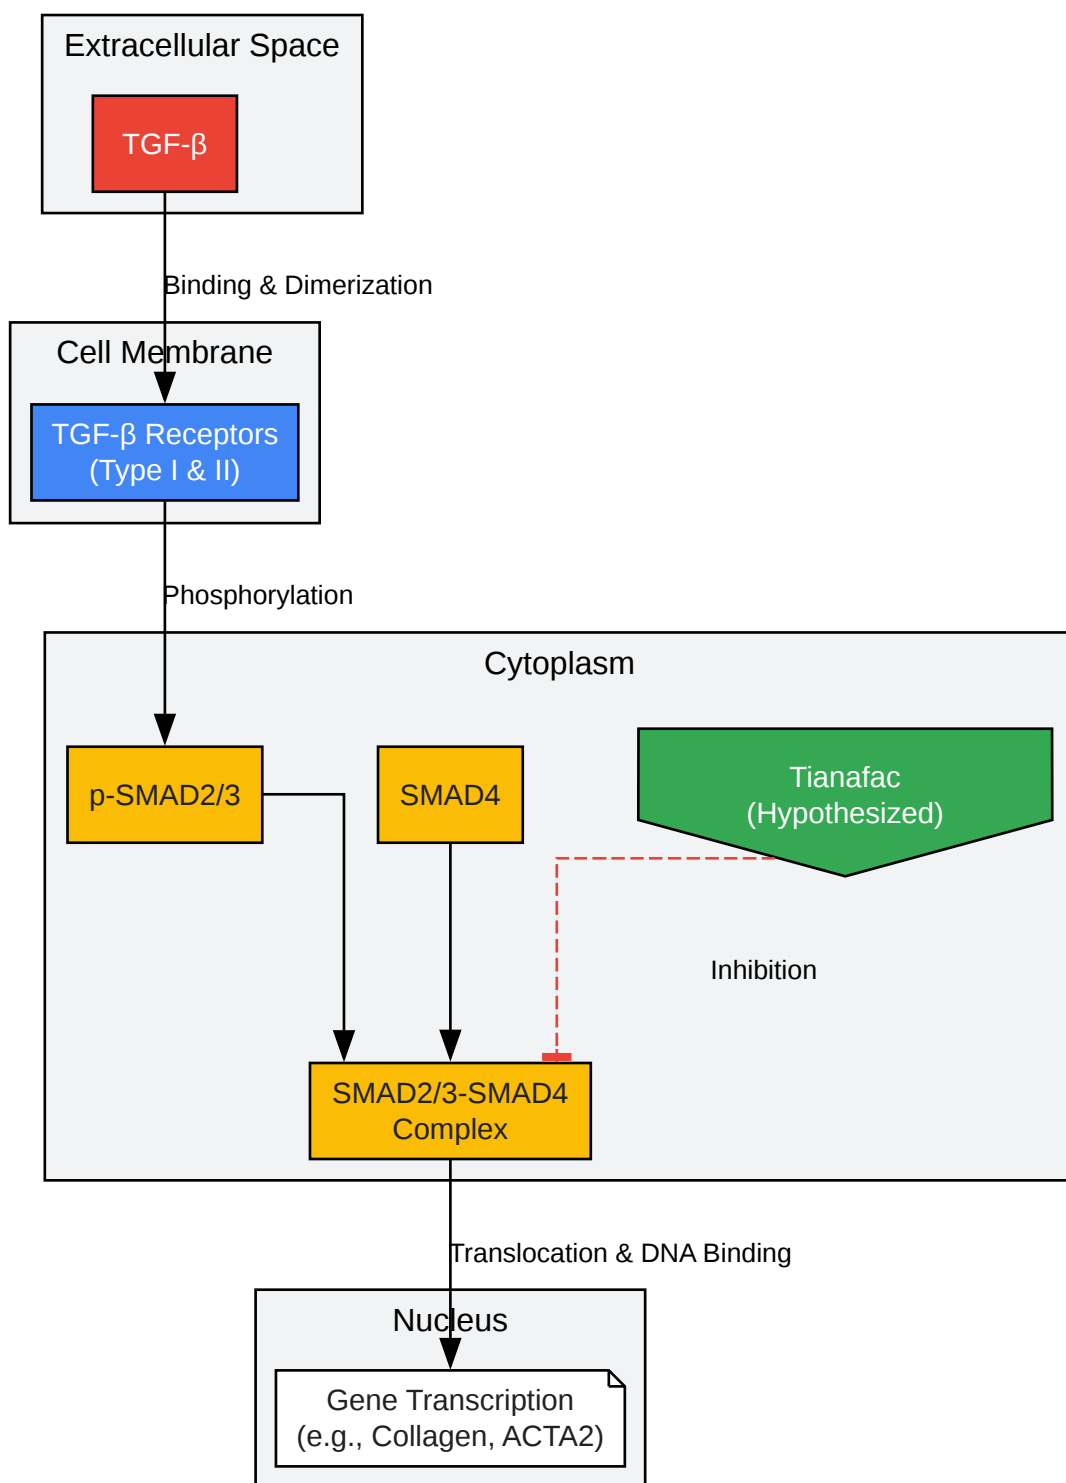 Extracellular Space
TGF-β
Binding & Dimerization
Cell Membrane
TGF-β Receptors
(Type I & II)
Phosphorylation
Cytoplasm
p-SMAD2/3
SMAD4
Tianafac
(Hypothesized)
Inhibition
SMAD2/3-SMAD4
Complex
Translocation & DNA Binding
Nucleus
Gene Transcription
(e.g., Collagen, ACTA2)